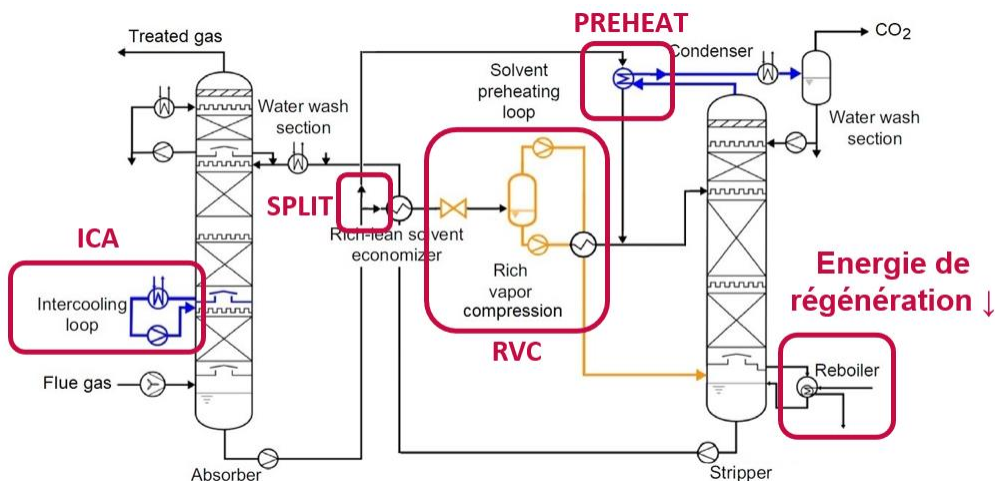 PREHEAT
Treated gas
Condenser
CO2
Solvent
preheating
loop
Water wash
section
Water wash
section
SPLIT
Rich-lean solvent
economizer
ICA
Intercooling
loop
Rich
vapor
compression
RVC
Energie de
régénération ↓
Flue gas
Reboiler
Absorber
Stripper